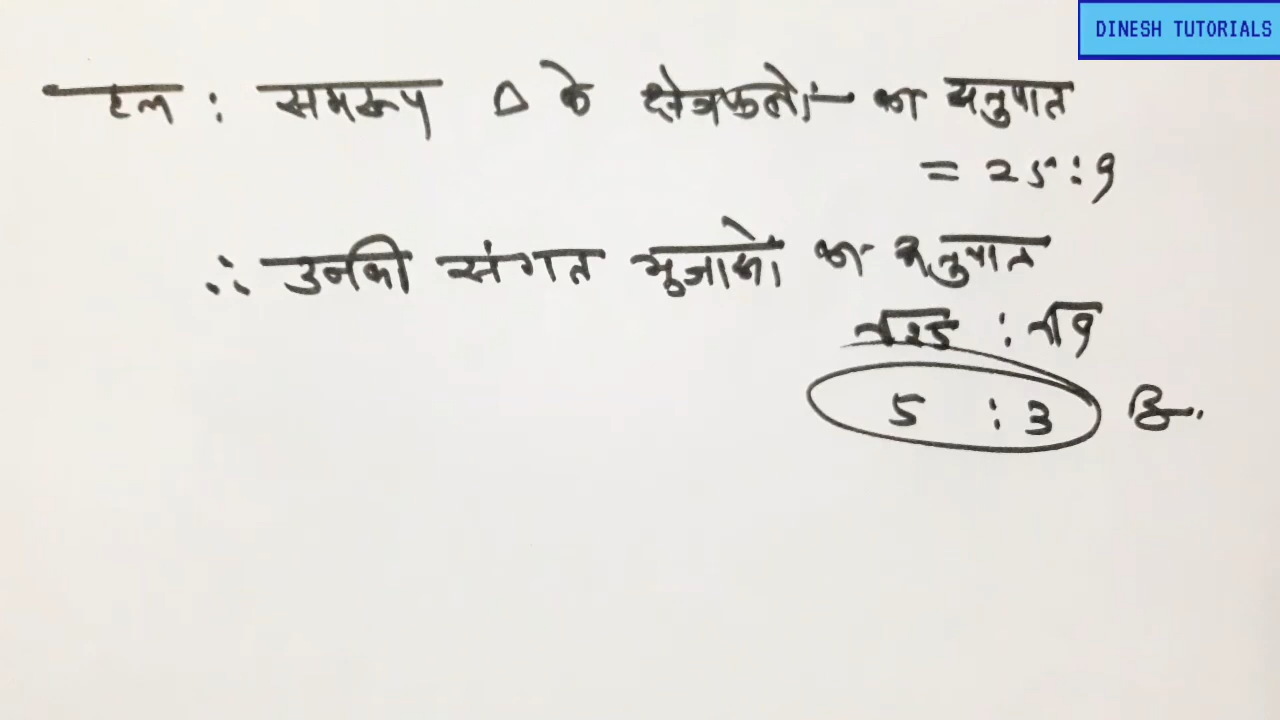 DINESH TUTORIALS
हल : समरूप Δ के क्षेत्रफलों का अनुपात
= 25 : 9
∴ उनकी संगत भुजाओं का अनुपात
√25 : √9
5 : 3